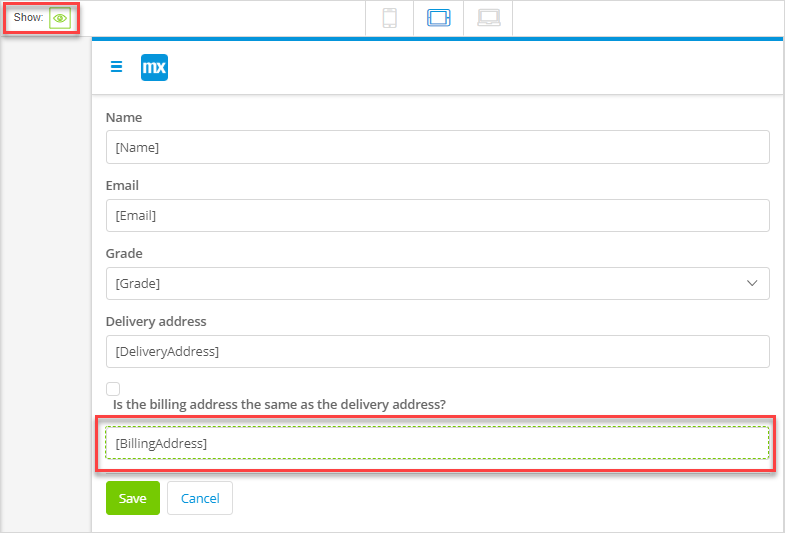 Show:
mx
Name
[Name]
Email
[Email]
Grade
[Grade]
Delivery address
[DeliveryAddress]
Is the billing address the same as the delivery address?
[BillingAddress]
Save Cancel